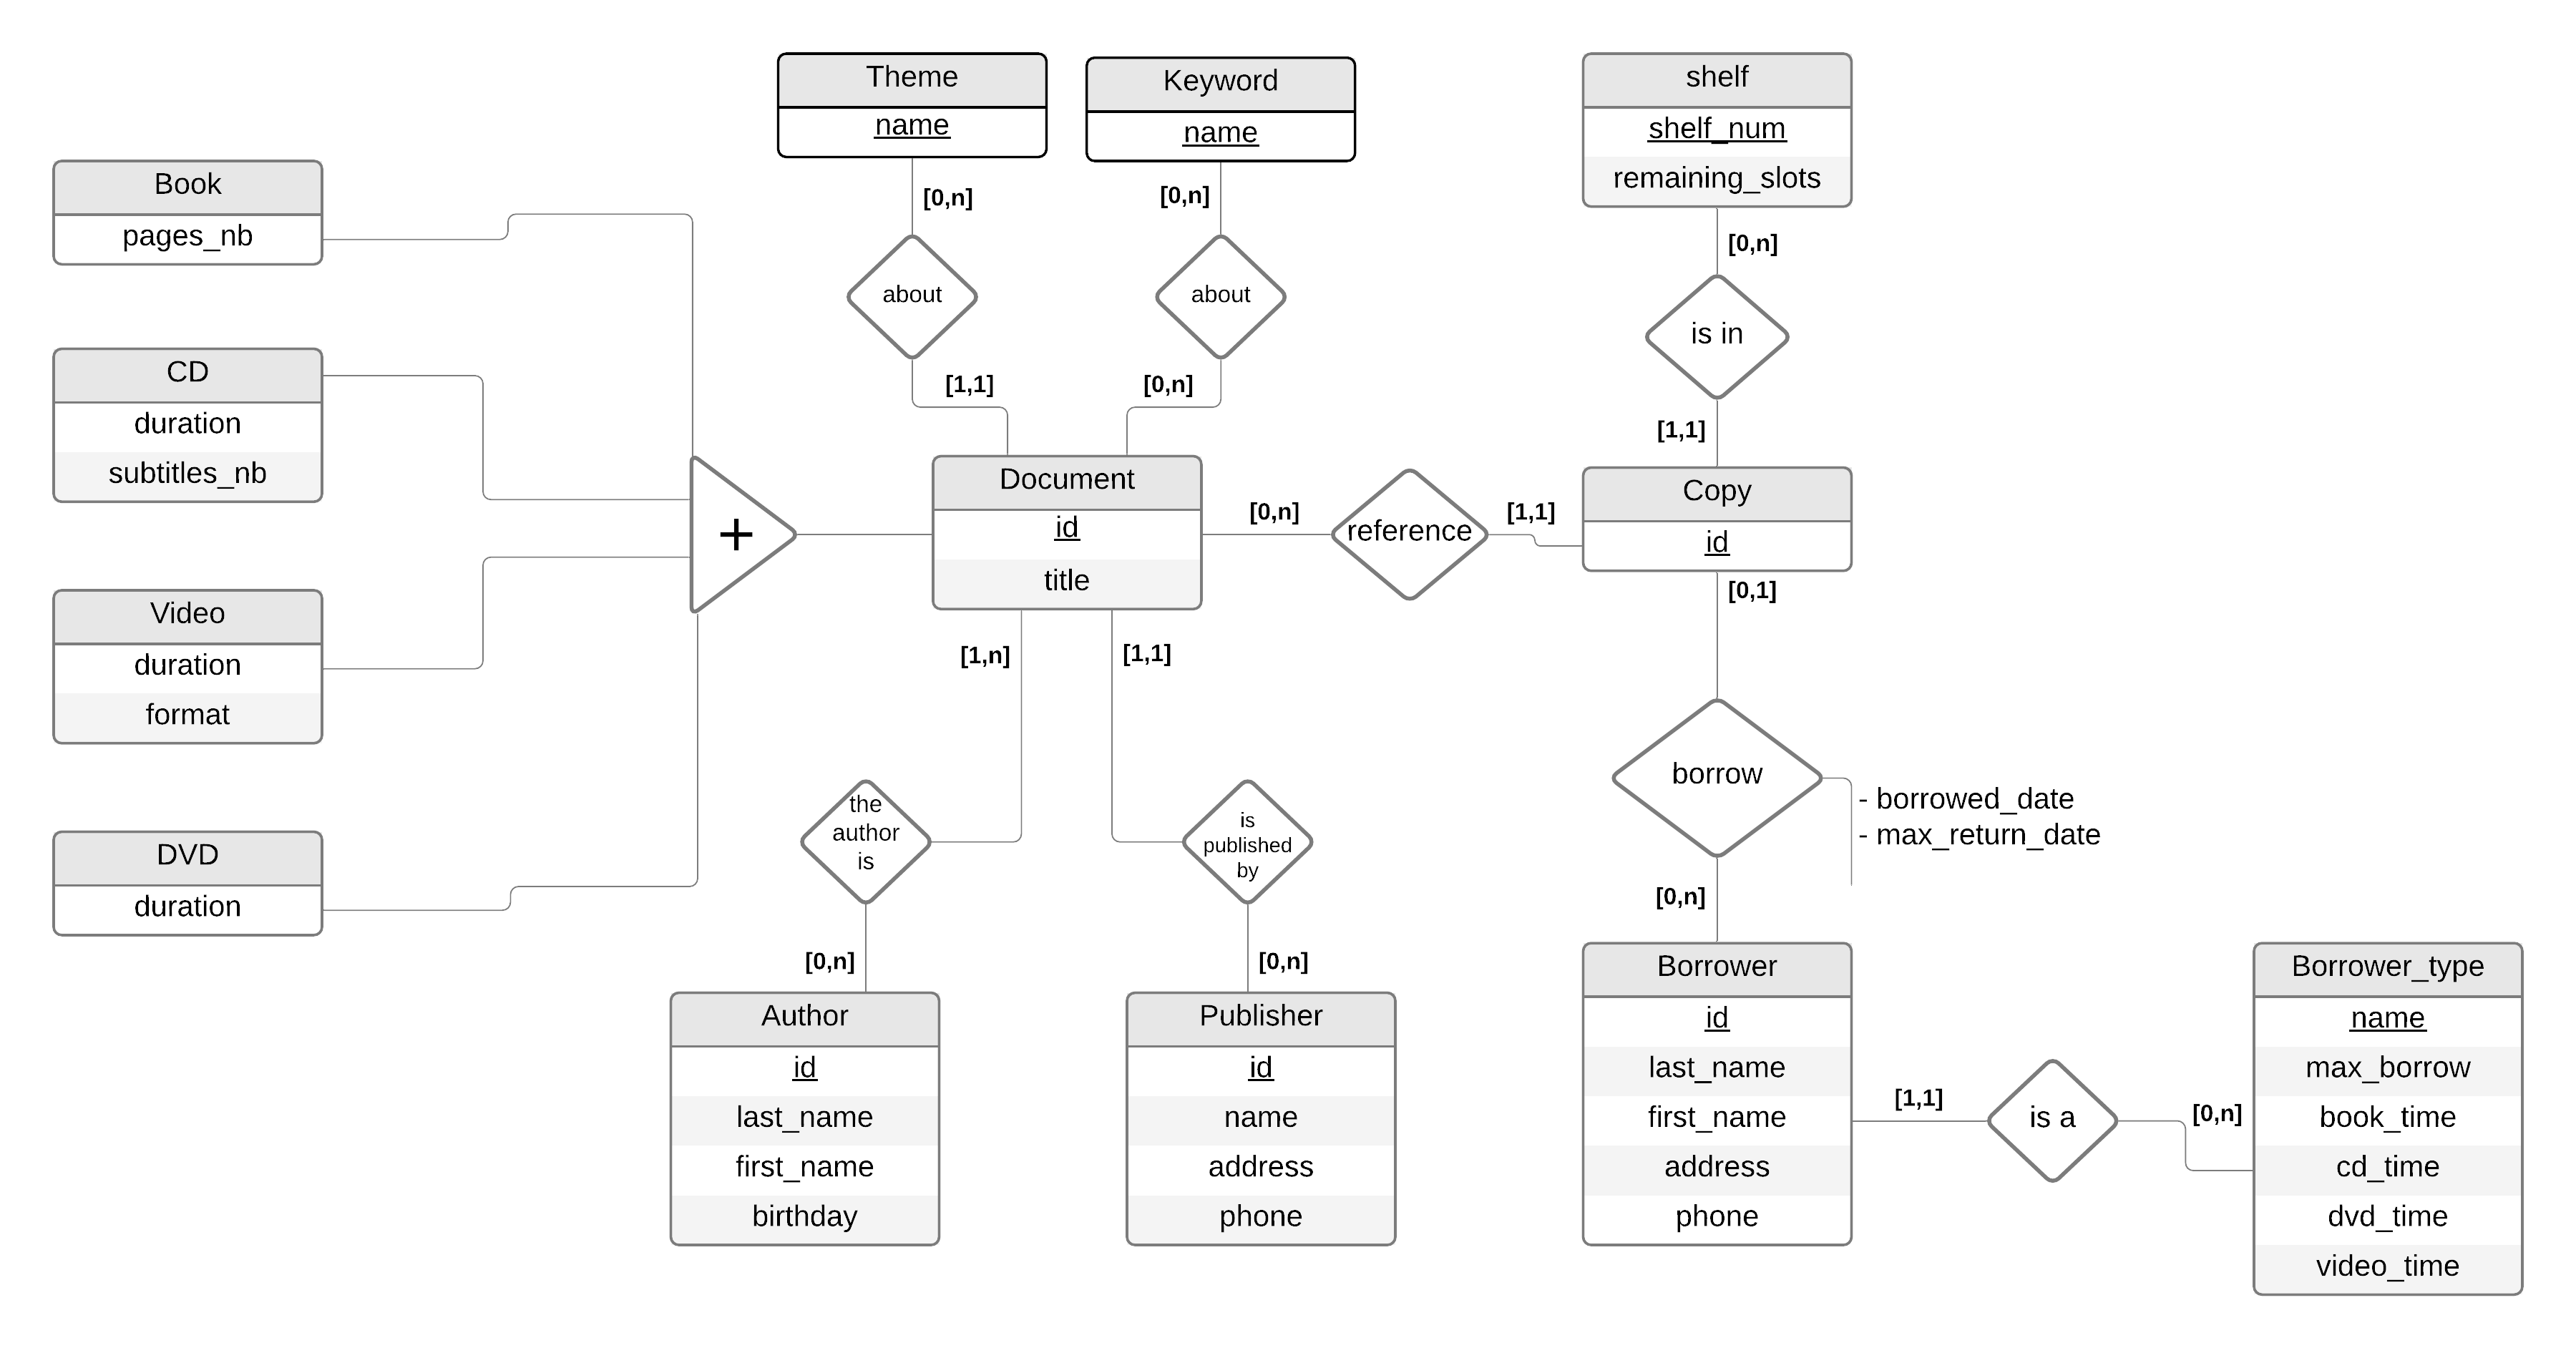 Theme
name
Keyword
name
shelf
shelf_num
remaining_slots
Book
pages_nb
[0,n]
[0,n]
[0,n]
about
about
is in
CD
duration
subtitles_nb
[1,1]
[0,n]
[1,1]
+
Document
id
title
[0,n]
reference
[1,1]
Copy
id
[0,1]
Video
duration
format
[1,n]
[1,1]
borrow
- borrowed_date
- max_return_date
the
author
is
is
published
by
DVD
duration
[0,n]
[0,n]
[0,n]
Author
id
last_name
first_name
birthday
Publisher
id
name
address
phone
Borrower
id
last_name
first_name
address
phone
[1,1]
is a
[0,n]
Borrower_type
name
max_borrow
book_time
cd_time
dvd_time
video_time